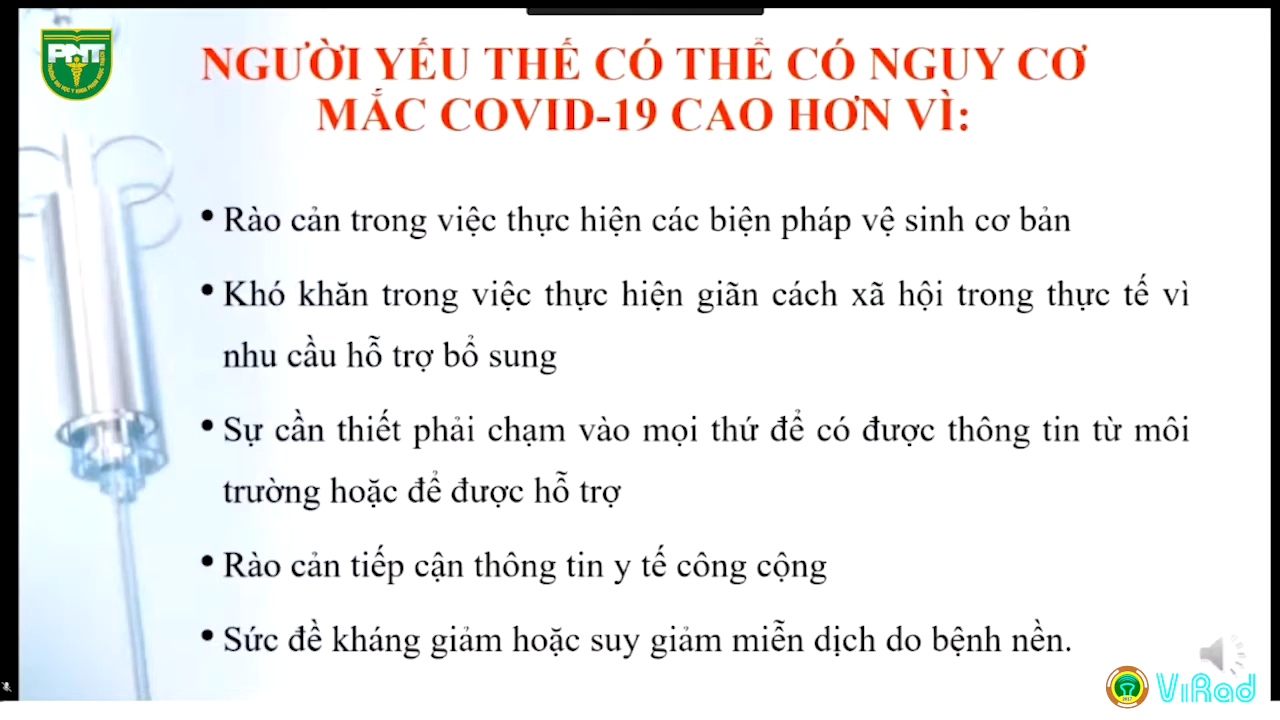 PNT
NGƯỜI YẾU THẾ CÓ THỂ CÓ NGUY CƠ
MẮC COVID-19 CAO HƠN VÌ:
• Rào cản trong việc thực hiện các biện pháp vệ sinh cơ bản
• Khó khăn trong việc thực hiện giãn cách xã hội trong thực tế vì
nhu cầu hỗ trợ bổ sung
• Sự cần thiết phải chạm vào mọi thứ để có được thông tin từ môi
trường hoặc để được hỗ trợ
• Rào cản tiếp cận thông tin y tế công cộng
• Sức đề kháng giảm hoặc suy giảm miễn dịch do bệnh nền.
ViRad